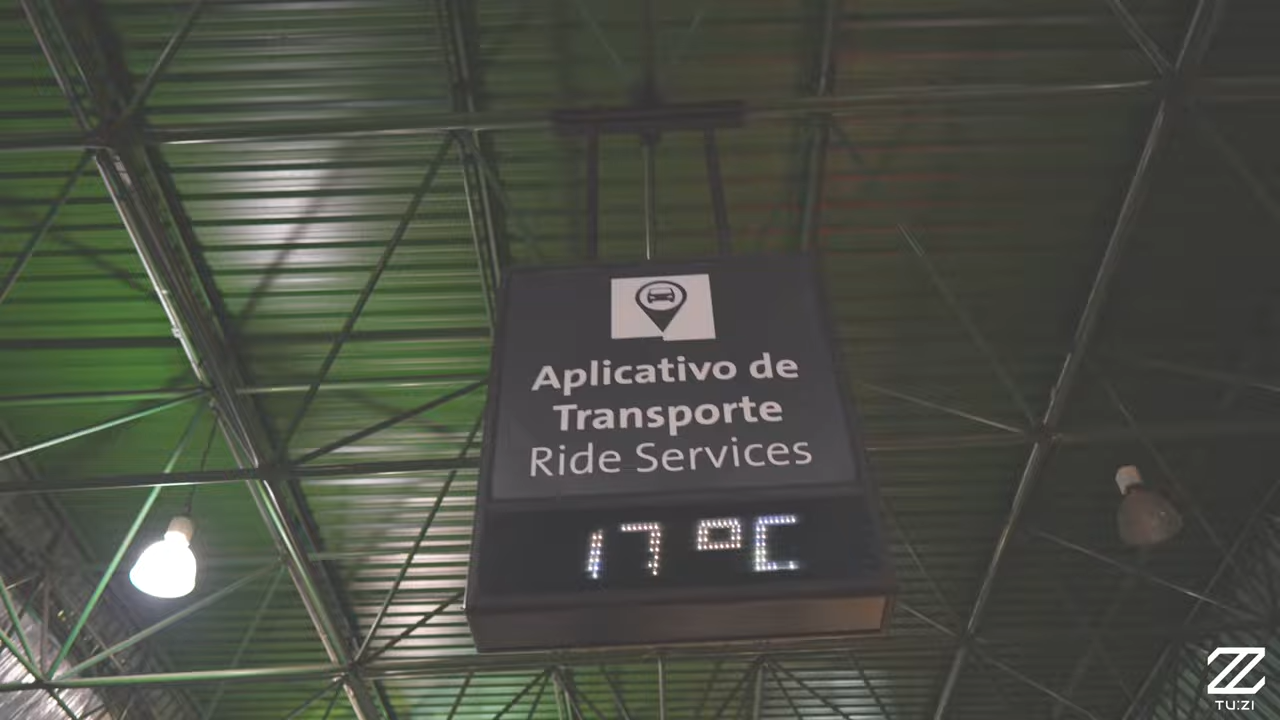 Aplicativo de
Transporte
Ride Services
17 °C
TU:ZI